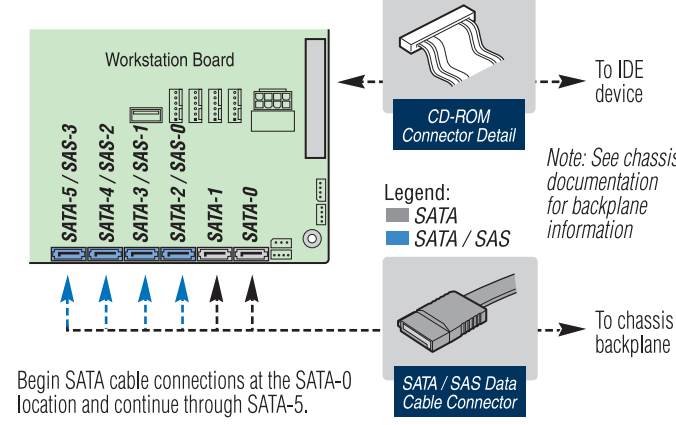 Workstation Board
SATA-5 / SAS-3
SATA-4 / SAS-2
SATA-3 / SAS-1
SATA-2 / SAS-0
SATA-1
SATA-0
CD-ROM
Connector Detail
To IDE
device
Note: See chassis
documentation
for backplane
information
Legend:
SATA
SATA / SAS
To chassis
backplane
SATA / SAS Data
Cable Connector
Begin SATA cable connections at the SATA-0
location and continue through SATA-5.